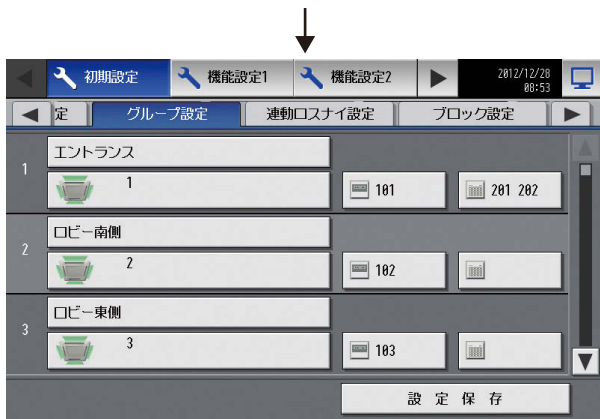 初期設定 機能設定1 機能設定2 2012/12/28
08:53
定 グループ設定 連動ロスナイ設定 ブロック設定
1 エントランス
1 101 201 202
2 ロビー南側
2 102
3 ロビー東側
3 103
設定保存